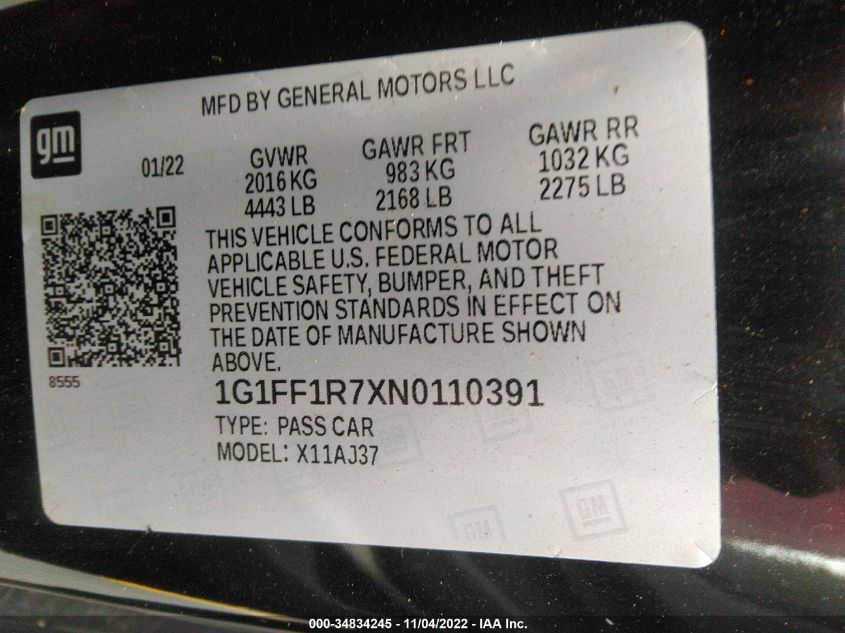 MFD BY GENERAL MOTORS LLC
gm
01/22 GVWR GAWR FRT GAWR RR
2016 KG 983 KG 1032 KG
4443 LB 2168 LB 2275 LB
THIS VEHICLE CONFORMS TO ALL
APPLICABLE U.S. FEDERAL MOTOR
VEHICLE SAFETY, BUMPER, AND THEFT
PREVENTION STANDARDS IN EFFECT ON
THE DATE OF MANUFACTURE SHOWN
ABOVE.
8555
1G1FF1R7XN0110391
TYPE: PASS CAR
MODEL: X11AJ37
GM
GM
000-34834245 - 11/04/2022 - IAA Inc.